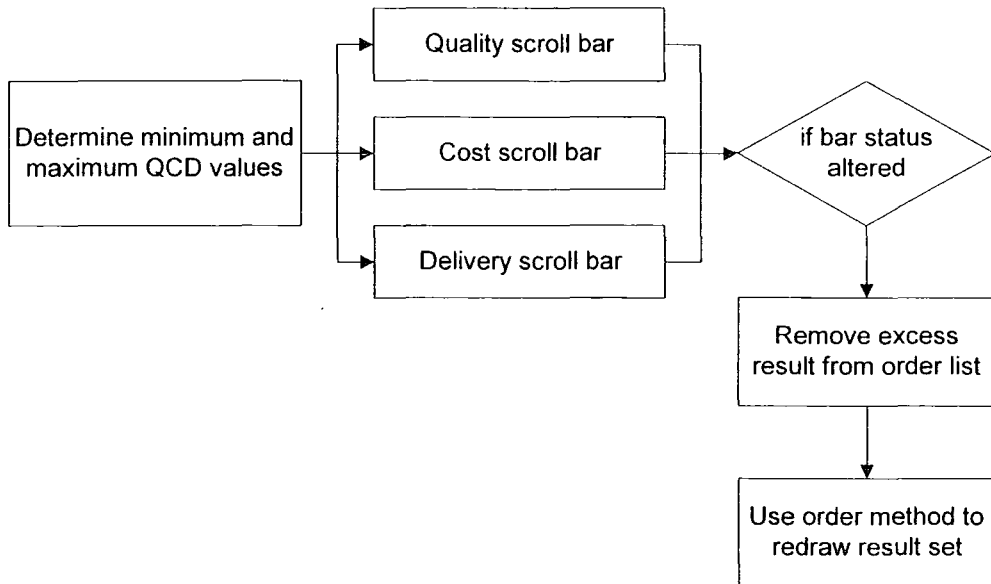 Quality scroll bar
Determine minimum and
maximum QCD values
Cost scroll bar
if bar status
altered
Delivery scroll bar
Remove excess
result from order list
Use order method to
redraw result set